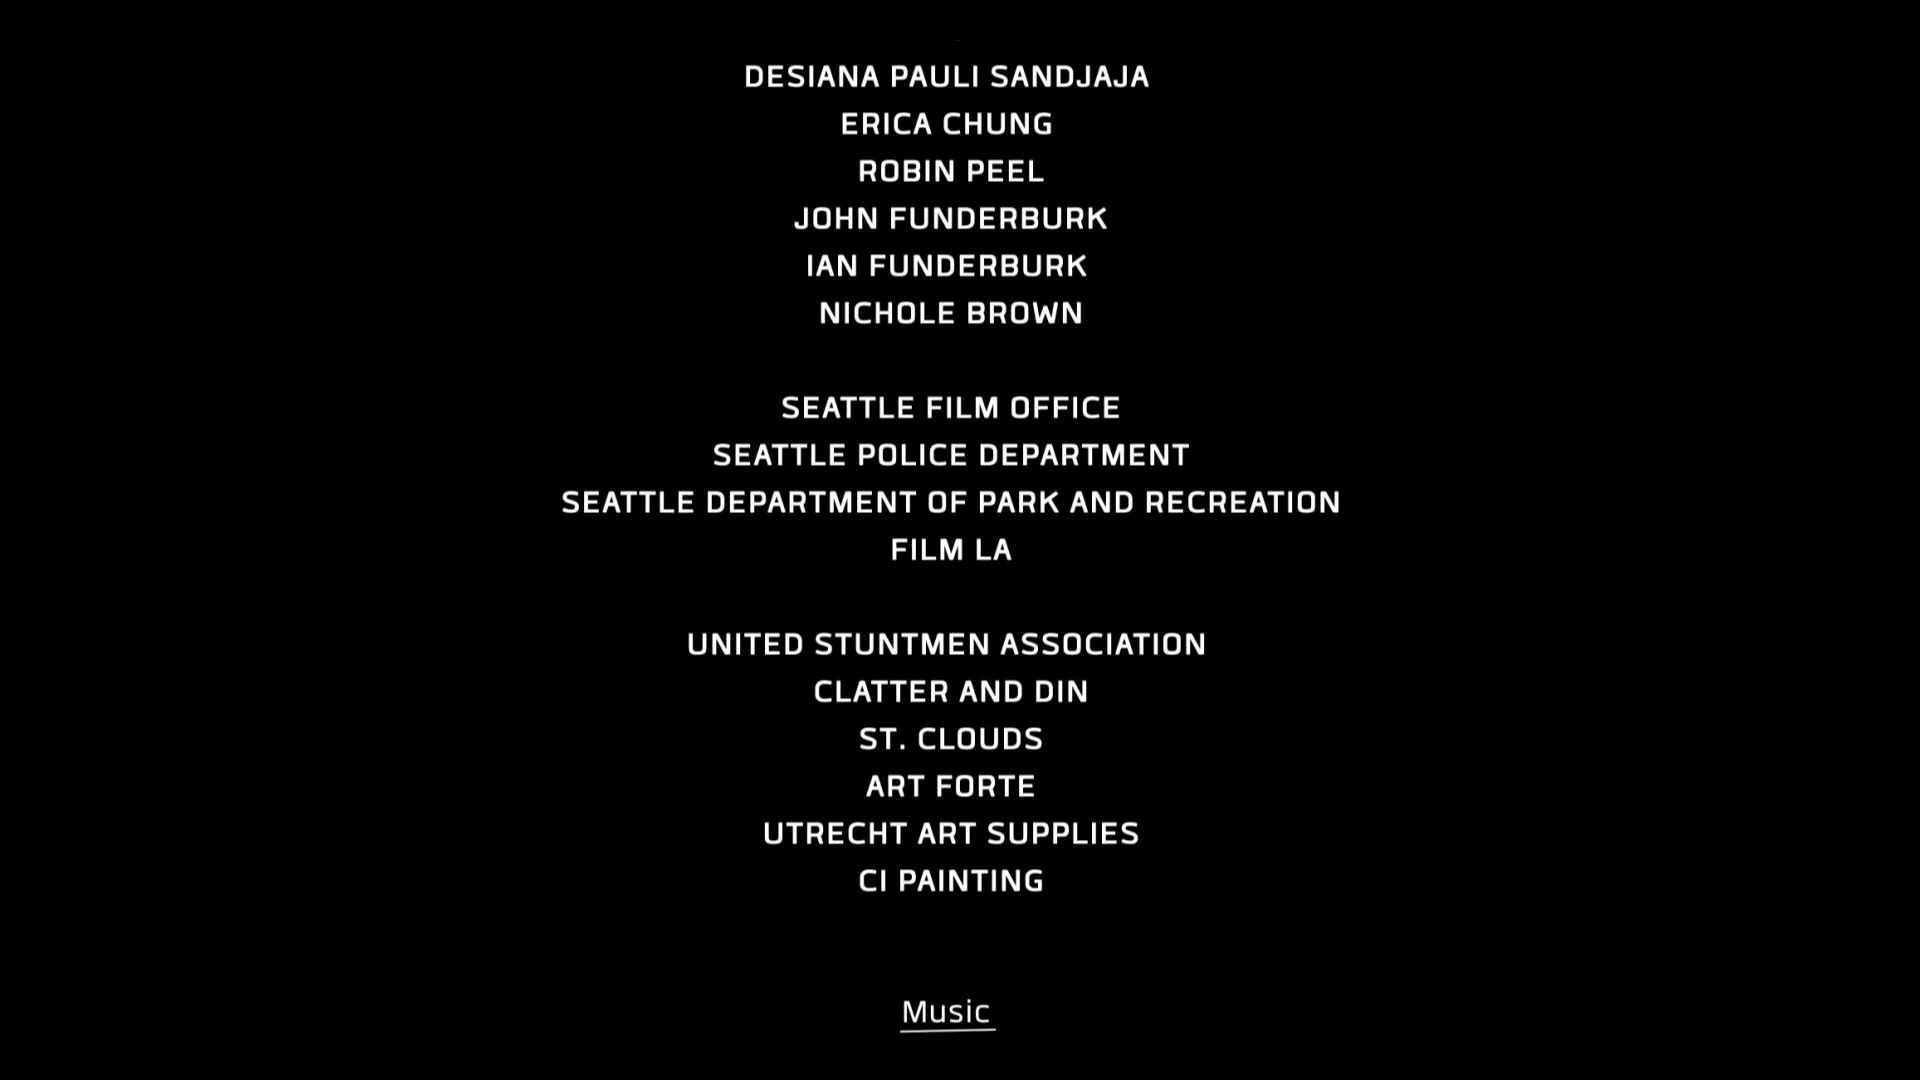 DESIANA PAULI SANDJAJA
ERICA CHUNG
ROBIN PEEL
JOHN FUNDERBURK
IAN FUNDERBURK
NICHOLE BROWN
SEATTLE FILM OFFICE
SEATTLE POLICE DEPARTMENT
SEATTLE DEPARTMENT OF PARK AND RECREATION
FILM LA
UNITED STUNTMEN ASSOCIATION
CLATTER AND DIN
ST. CLOUDS
ART FORTE
UTRECHT ART SUPPLIES
CI PAINTING
Music